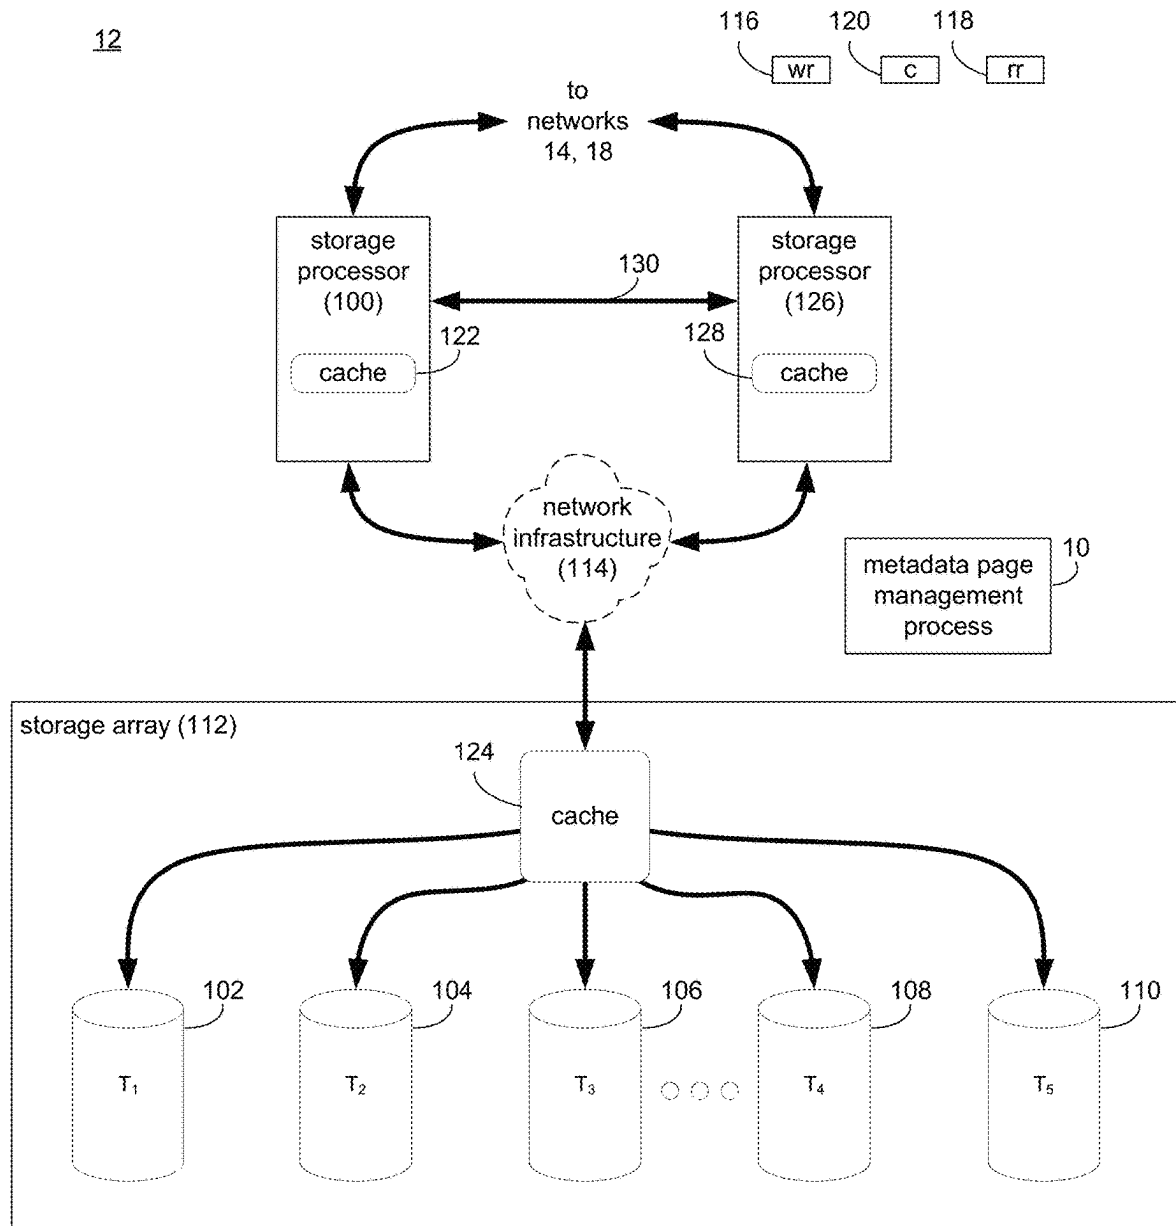 12
116
120
118
wr
c
rr
to
networks
14, 18
storage
processor
(100)
storage
processor
(126)
130
122
128
cache
cache
network
infrastructure
(114)
10
metadata page
management
process
storage array (112)
124
cache
102
104
106
108
110
T₁
T₂
T₃
T₄
T₅